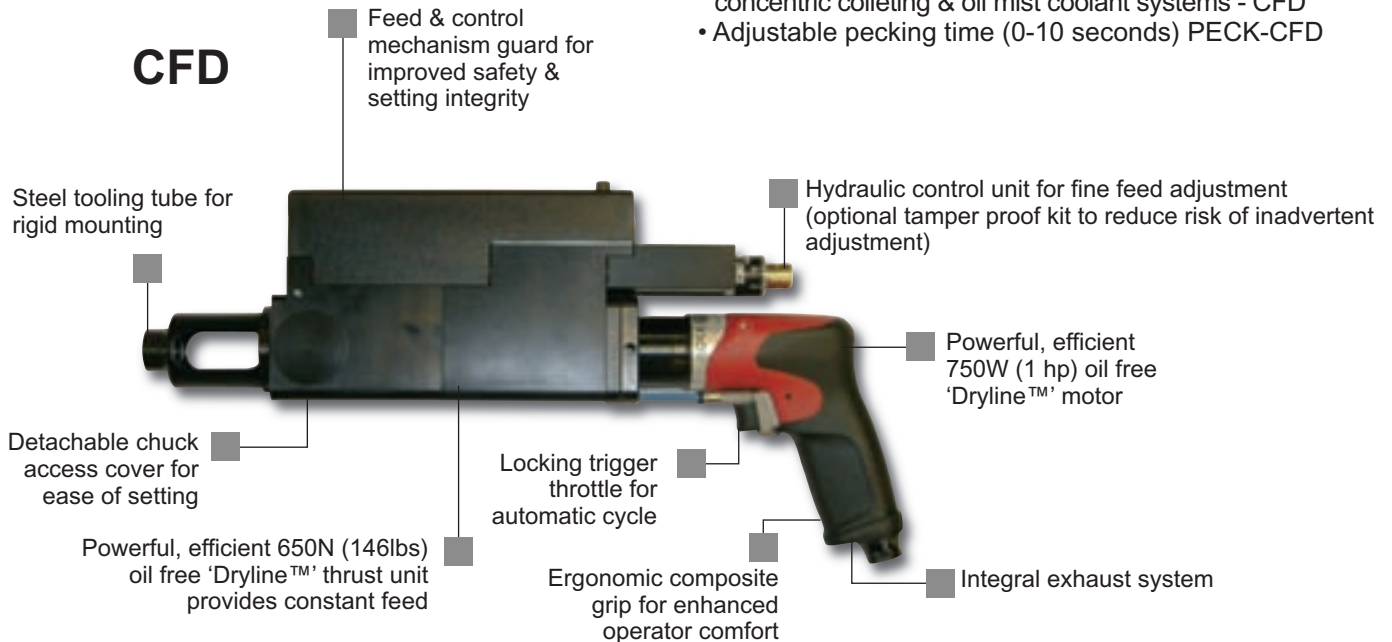 concentric colleting & oil mist coolant systems - CFD
• Adjustable pecking time (0-10 seconds) PECK-CFD
CFD
Feed & control
mechanism guard for
improved safety &
setting integrity
Steel tooling tube for
rigid mounting
Hydraulic control unit for fine feed adjustment
(optional tamper proof kit to reduce risk of inadvertent
adjustment)
Powerful, efficient
750W (1 hp) oil free
‘Dryline™’ motor
Detachable chuck
access cover for
ease of setting
Locking trigger
throttle for
automatic cycle
Powerful, efficient 650N (146lbs)
oil free ‘Dryline™’ thrust unit
provides constant feed
Ergonomic composite
grip for enhanced
operator comfort
Integral exhaust system